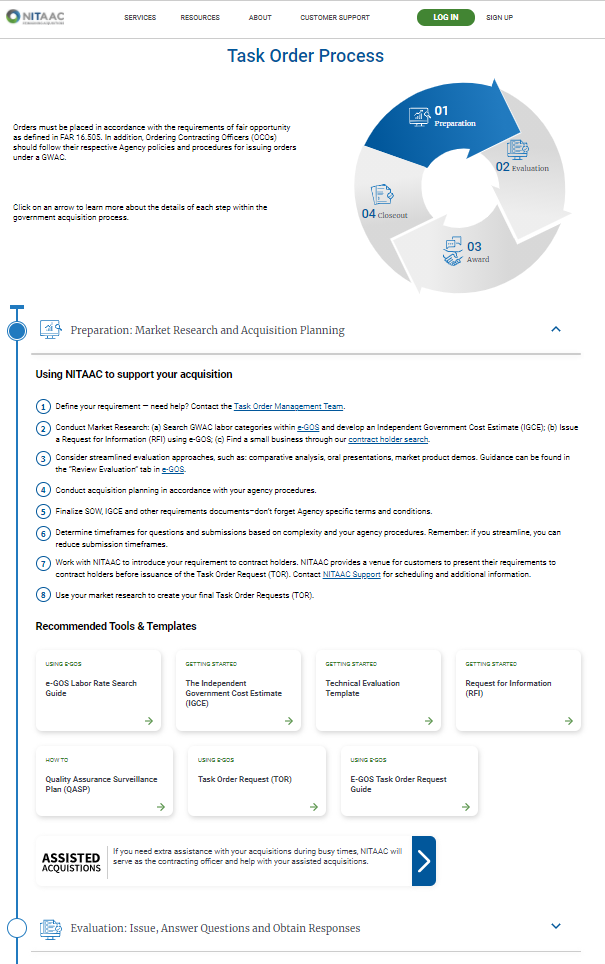 NITAAC
SERVICES
RESOURCES
ABOUT
CUSTOMER SUPPORT
LOG IN
SIGN UP
Task Order Process
Orders must be placed in accordance with the requirements of fair opportunity
as defined in FAR 16.505. In addition, Ordering Contracting Officers (OCOs)
should follow their respective Agency policies and procedures for issuing orders
under a GWAC.
Click on an arrow to learn more about the details of each step within the
government acquisition process.
01
Preparation
02 Evaluation
03
Award
04 Closeout
Preparation: Market Research and Acquisition Planning
Using NITAAC to support your acquisition
1 Define your requirement — need help? Contact the Task Order Management Team.
2 Conduct Market Research: (a) Search GWAC labor categories within e-GOS and develop an Independent Government Cost Estimate (IGCE); (b) Issue
a Request for Information (RFI) using e-GOS; (c) Find a small business through our contract holder search.
3 Consider streamlined evaluation approaches, such as: comparative analysis, oral presentations, market product demos. Guidance can be found in
the "Review Evaluation" tab in e-GOS.
4 Conduct acquisition planning in accordance with your agency procedures.
5 Finalize SOW, IGCE and other requirements documents—don't forget Agency specific terms and conditions.
6 Determine timeframes for questions and submissions based on complexity and your agency procedures. Remember: if you streamline, you can
reduce submission timeframes.
7 Work with NITAAC to introduce your requirement to contract holders. NITAAC provides a venue for customers to present their requirements to
contract holders before issuance of the Task Order Request (TOR). Contact NITAAC Support for scheduling and additional information.
8 Use your market research to create your final Task Order Requests (TOR).
Recommended Tools & Templates
USING E-GOS
e-GOS Labor Rate Search
Guide
GETTING STARTED
The Independent
Government Cost Estimate
(IGCE)
GETTING STARTED
Technical Evaluation
Template
GETTING STARTED
Request for Information
(RFI)
HOW TO
Quality Assurance Surveillance
Plan (QASP)
USING E-GOS
Task Order Request (TOR)
USING E-GOS
E-GOS Task Order Request
Guide
ASSISTED
ACQUISTIONS
If you need extra assistance with your acquisitions during busy times, NITAAC will
serve as the contracting officer and help with your assisted acquisitions.
Evaluation: Issue, Answer Questions and Obtain Responses